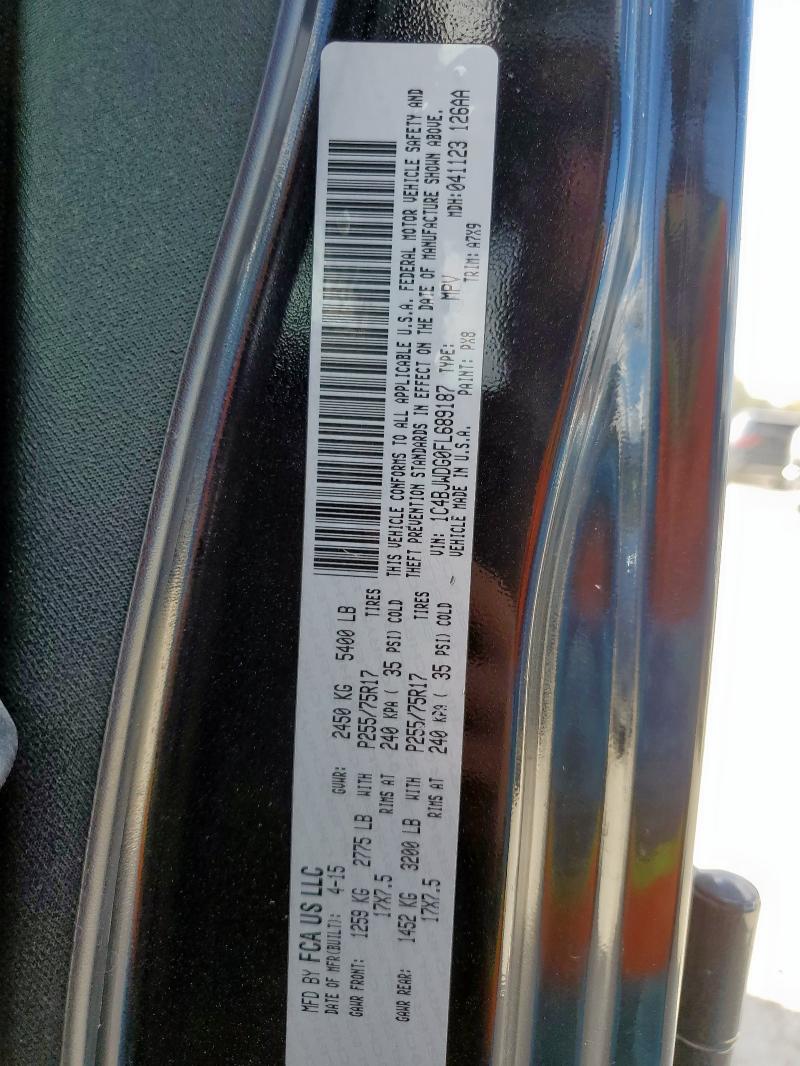 MFD BY FCA US LLC
DATE OF MFR(BUILT): 4-15 GVWR: 2450 KG 5400 LB
GAWR FRONT: 1259 KG 2775 LB WITH P255/75R17 TIRES
17X7.5 RIMS AT 240 KPA ( 35 PSI) COLD
GAWR REAR: 1452 KG 3200 LB WITH P255/75R17 TIRES
17X7.5 RIMS AT 240 KPA ( 35 PSI) COLD
THIS VEHICLE CONFORMS TO ALL APPLICABLE U.S.A. FEDERAL MOTOR VEHICLE SAFETY AND
THEFT PREVENTION STANDARDS IN EFFECT ON THE DATE OF MANUFACTURE SHOWN ABOVE.
VIN: 1C4BJWDG0FL689187 TYPE: MPV MDH:041123 126AA
VEHICLE MADE IN U.S.A. PAINT: PX8 TRIM: A7X9